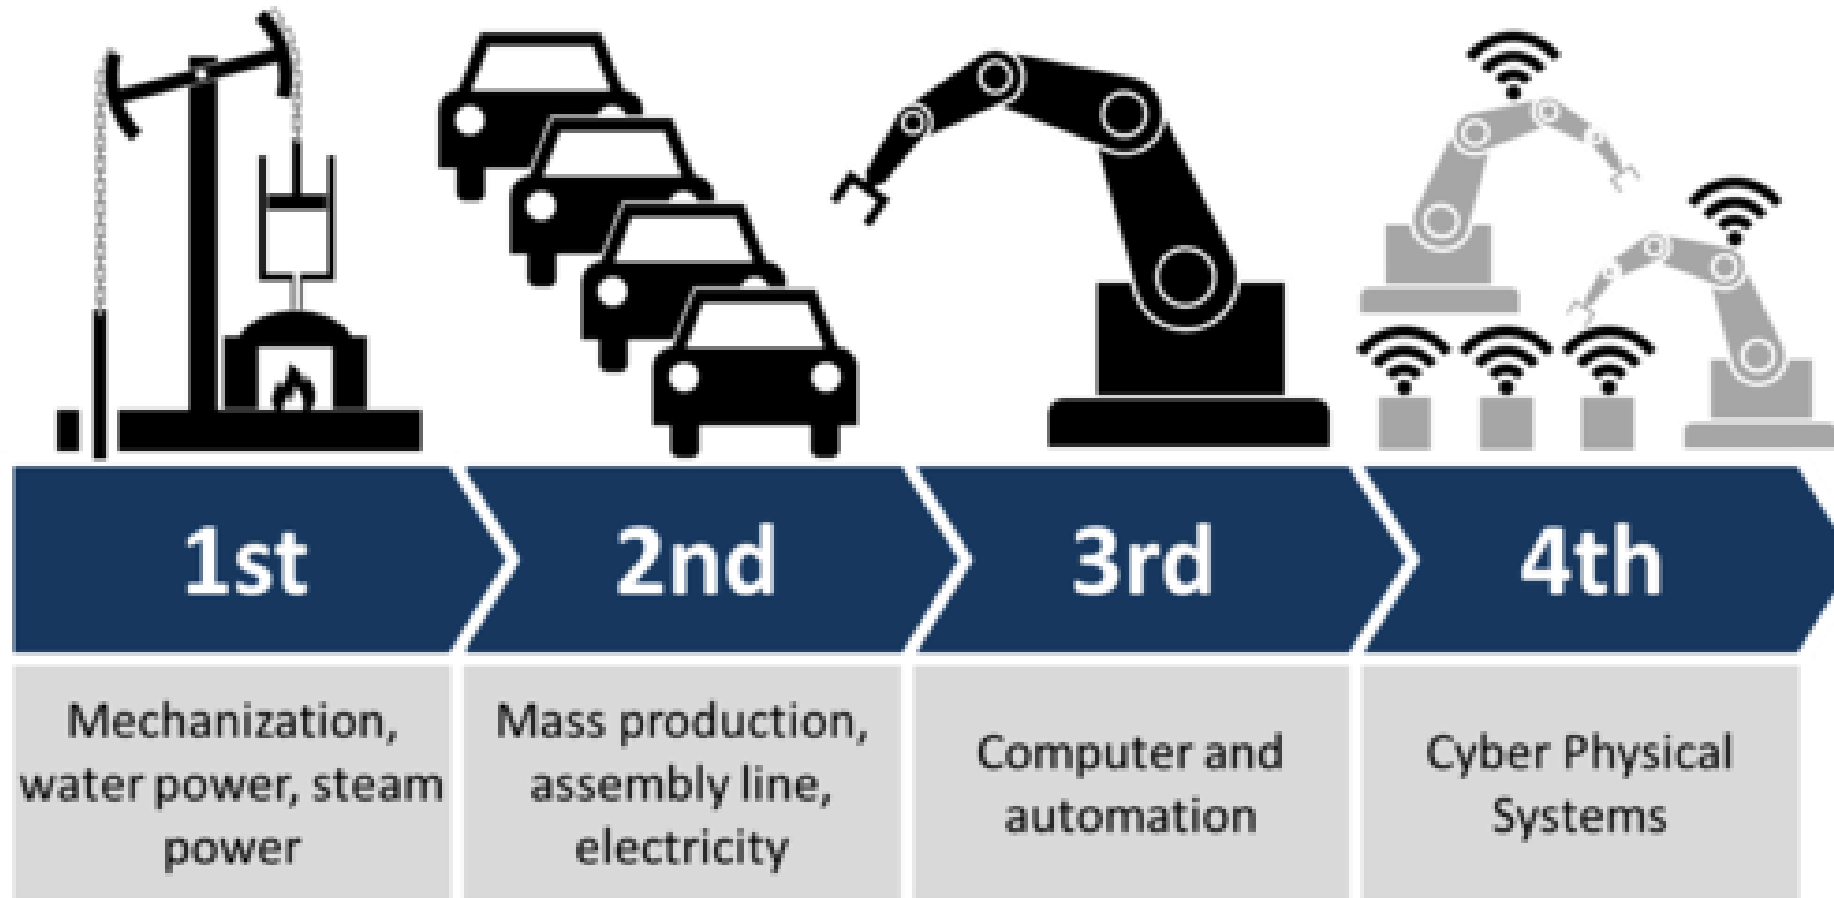 1st
2nd
3rd
4th
Mechanization,
water power, steam
power
Mass production,
assembly line,
electricity
Computer and
automation
Cyber Physical
Systems